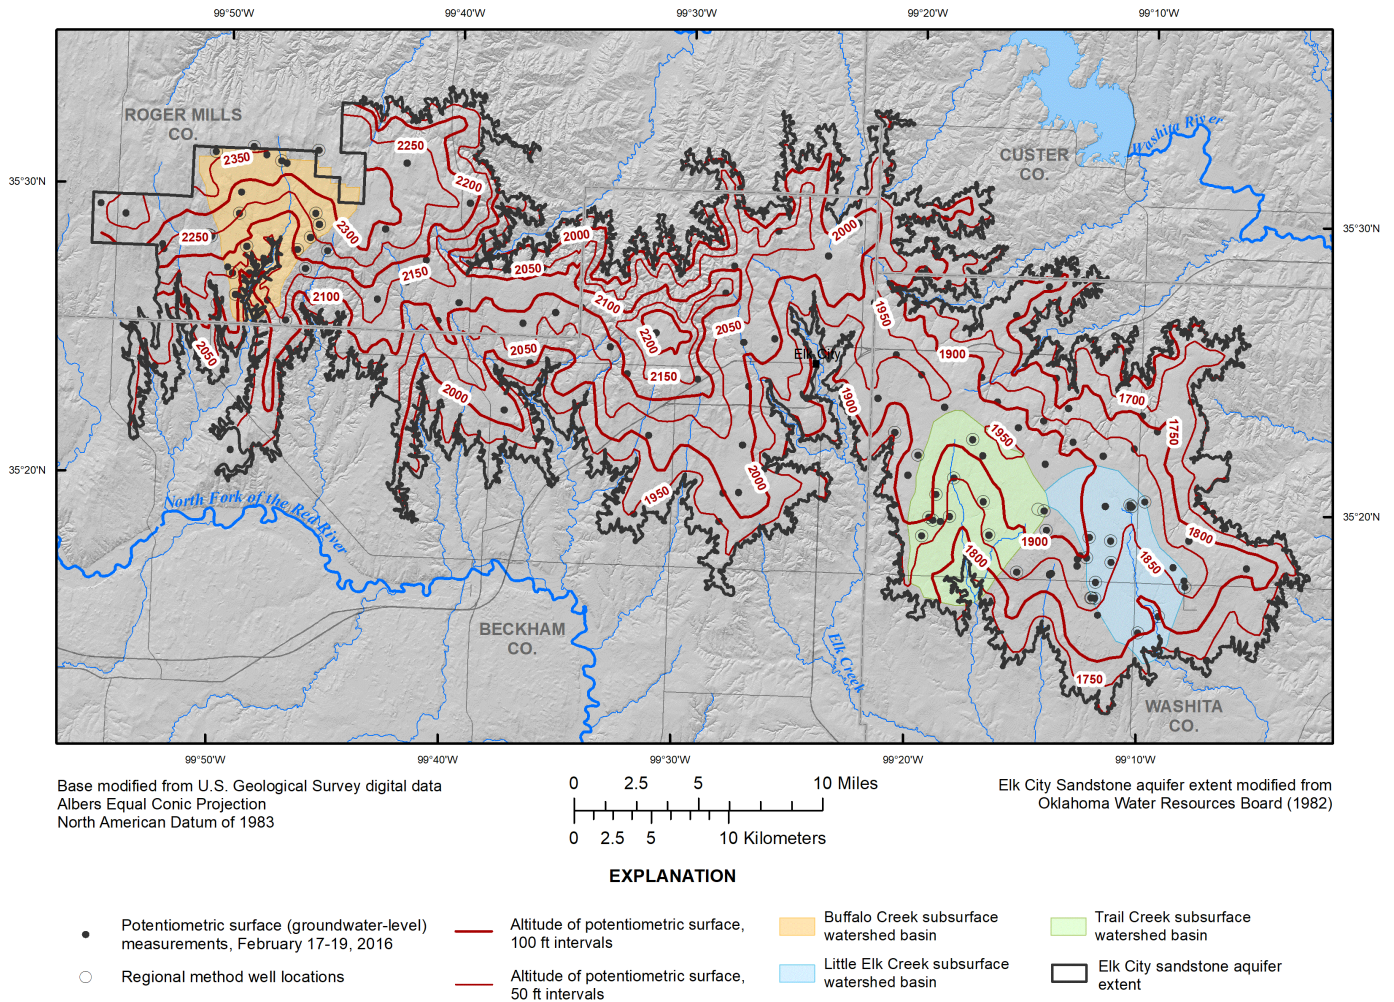 99°50'W
99°40'W
99°30'W
99°20'W
99°10'W
ROGER MILLS
CO.
CUSTER
CO.
Washita River
35°30'N
35°30'N
2350
2250
2200
2250
2300
2000
2000
2050
2150
2100
2100
2050
1950
2200
2050
2050
Elk City
1900
2150
2000
1900
1700
1750
1950
35°20'N
35°20'N
2000
1950
North Fork of the Red River
1900
1800
1800
1850
BECKHAM
CO.
Elk Creek
1750
WASHITA
CO.
99°50'W
99°40'W
99°30'W
99°20'W
99°10'W
Base modified from U.S. Geological Survey digital data
Albers Equal Conic Projection
North American Datum of 1983
0 2.5 5 10 Miles
0 2.5 5 10 Kilometers
Elk City Sandstone aquifer extent modified from
Oklahoma Water Resources Board (1982)
EXPLANATION
Potentiometric surface (groundwater-level)
measurements, February 17-19, 2016
Regional method well locations
Altitude of potentiometric surface,
100 ft intervals
Altitude of potentiometric surface,
50 ft intervals
Buffalo Creek subsurface
watershed basin
Little Elk Creek subsurface
watershed basin
Trail Creek subsurface
watershed basin
Elk City sandstone aquifer
extent